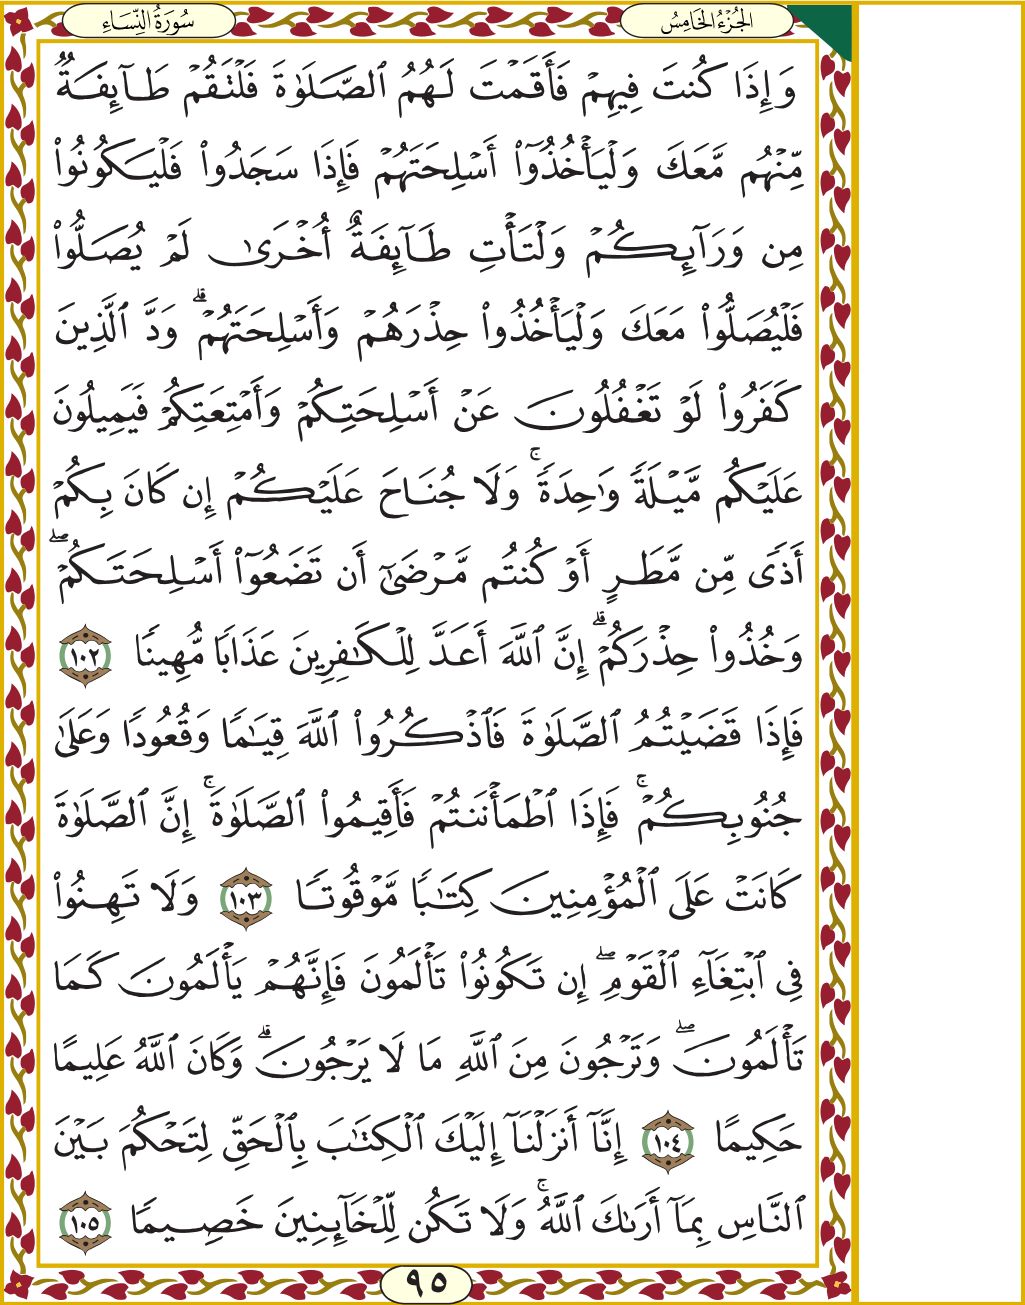 الجُزْءُ الخَامِسُ
سُورَةُ النِّسَاءِ
وَإِذَا كُنتَ فِيهِمۡ فَأَقَمۡتَ لَهُمُ ٱلصَّلَوٰةَ فَلۡتَقُمۡ طَآئِفَةٞ
مِّنۡهُم مَّعَكَ وَلۡيَأۡخُذُوٓاْ أَسۡلِحَتَهُمۡۖ فَإِذَا سَجَدُواْ فَلۡيَكُونُواْ
مِن وَرَآئِكُمۡ وَلۡتَأۡتِ طَآئِفَةٌ أُخۡرَىٰ لَمۡ يُصَلُّواْ
فَلۡيُصَلُّواْ مَعَكَ وَلۡيَأۡخُذُواْ حِذۡرَهُمۡ وَأَسۡلِحَتَهُمۡۗ وَدَّ ٱلَّذِينَ
كَفَرُواْ لَوۡ تَغۡفُلُونَ عَنۡ أَسۡلِحَتِكُمۡ وَأَمۡتِعَتِكُمۡ فَيَمِيلُونَ
عَلَيۡكُم مَّيۡلَةٗ وَٰحِدَةٗۚ وَلَا جُنَاحَ عَلَيۡكُمۡ إِن كَانَ بِكُمۡ
أَذٗى مِّن مَّطَرٍ أَوۡ كُنتُم مَّرۡضَىٰٓ أَن تَضَعُوٓاْ أَسۡلِحَتَكُمۡۖ
وَخُذُواْ حِذۡرَكُمۡۗ إِنَّ ٱللَّهَ أَعَدَّ لِلۡكَٰفِرِينَ عَذَابٗا مُّهِينٗا ١٠٢
فَإِذَا قَضَيۡتُمُ ٱلصَّلَوٰةَ فَٱذۡكُرُواْ ٱللَّهَ قِيَٰمٗا وَقُعُودٗا وَعَلَىٰ
جُنُوبِكُمۡۚ فَإِذَا ٱطۡمَأۡنَنتُمۡ فَأَقِيمُواْ ٱلصَّلَوٰةَۚ إِنَّ ٱلصَّلَوٰةَ
كَانَتۡ عَلَى ٱلۡمُؤۡمِنِينَ كِتَٰبٗا مَّوۡقُوتٗا ١٠٣ وَلَا تَهِنُواْ
فِي ٱبۡتِغَآءِ ٱلۡقَوۡمِۖ إِن تَكُونُواْ تَأۡلَمُونَ فَإِنَّهُمۡ يَأۡلَمُونَ كَمَا
تَأۡلَمُونَۖ وَتَرۡجُونَ مِنَ ٱللَّهِ مَا لَا يَرۡجُونَۗ وَكَانَ ٱللَّهُ عَلِيمًا
حَكِيمًا ١٠٤ إِنَّآ أَنزَلۡنَآ إِلَيۡكَ ٱلۡكِتَٰبَ بِٱلۡحَقِّ لِتَحۡكُمَ بَيۡنَ
ٱلنَّاسِ بِمَآ أَرَىٰكَ ٱللَّهُۚ وَلَا تَكُن لِّلۡخَآئِنِينَ خَصِيمٗا ١٠٥
٩٥